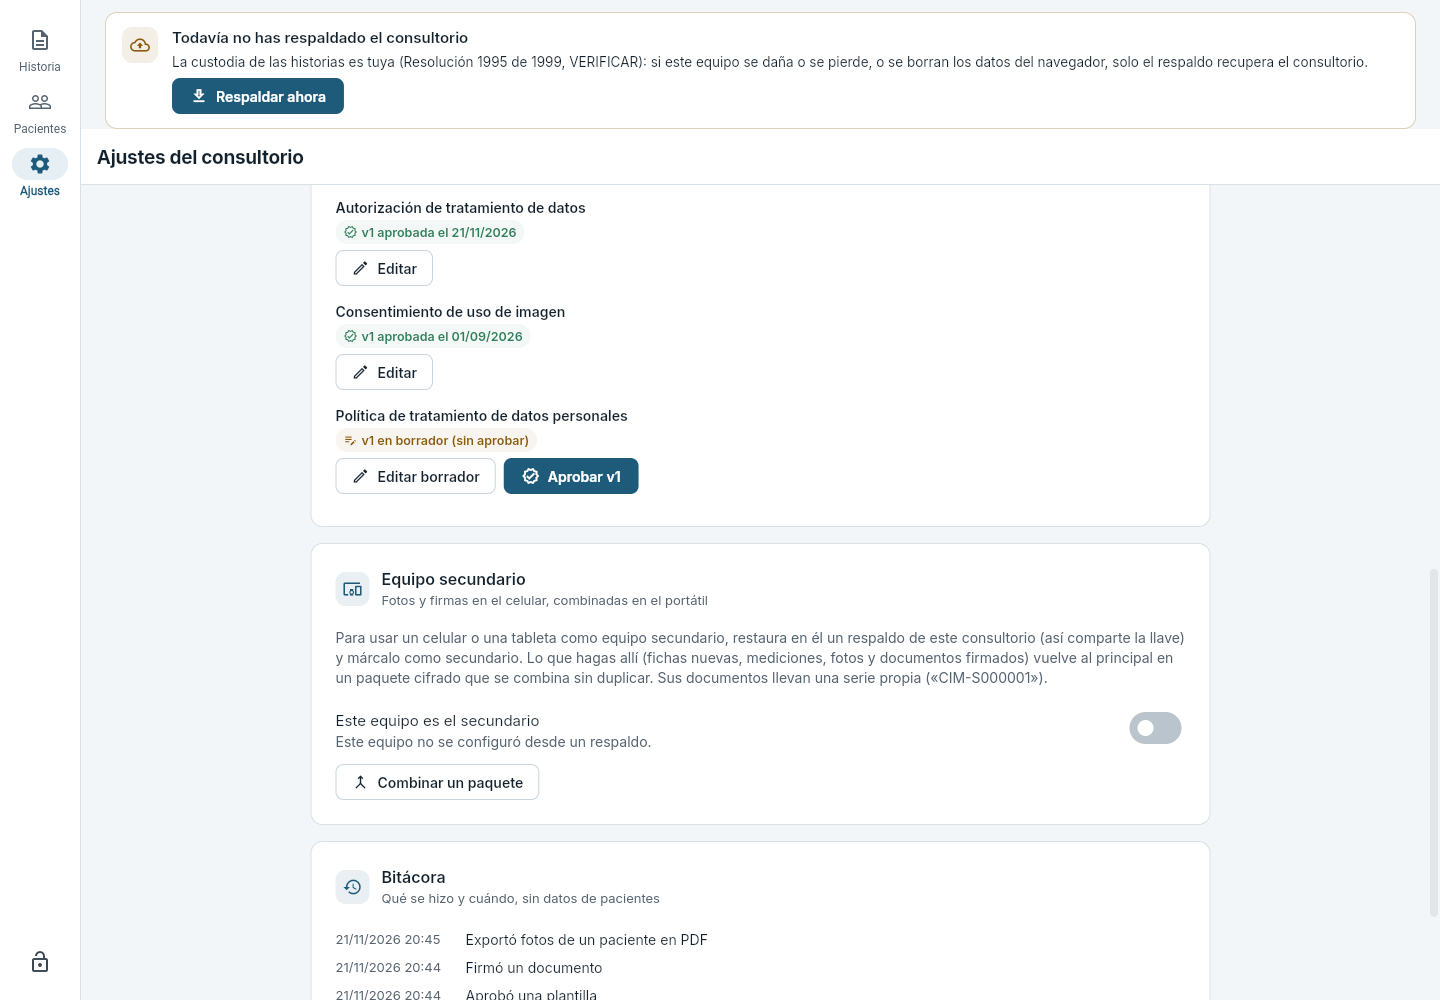 Historia
Pacientes
Ajustes
Todavía no has respaldado el consultorio
La custodia de las historias es tuya (Resolución 1995 de 1999, VERIFICAR): si este equipo se daña o se pierde, o se borran los datos del navegador, solo el respaldo recupera el consultorio.
Respaldar ahora
Ajustes del consultorio
Autorización de tratamiento de datos
v1 aprobada el 21/11/2026
Editar
Consentimiento de uso de imagen
v1 aprobada el 01/09/2026
Editar
Política de tratamiento de datos personales
v1 en borrador (sin aprobar)
Editar borrador
Aprobar v1
Equipo secundario
Fotos y firmas en el celular, combinadas en el portátil
Para usar un celular o una tableta como equipo secundario, restaura en él un respaldo de este consultorio (así comparte la llave)
y márcalo como secundario. Lo que hagas allí (fichas nuevas, mediciones, fotos y documentos firmados) vuelve al principal en
un paquete cifrado que se combina sin duplicar. Sus documentos llevan una serie propia («CIM-S000001»).
Este equipo es el secundario
Este equipo no se configuró desde un respaldo.
Combinar un paquete
Bitácora
Qué se hizo y cuándo, sin datos de pacientes
21/11/2026 20:45 Exportó fotos de un paciente en PDF
21/11/2026 20:44 Firmó un documento
21/11/2026 20:44 Aprobó una plantilla